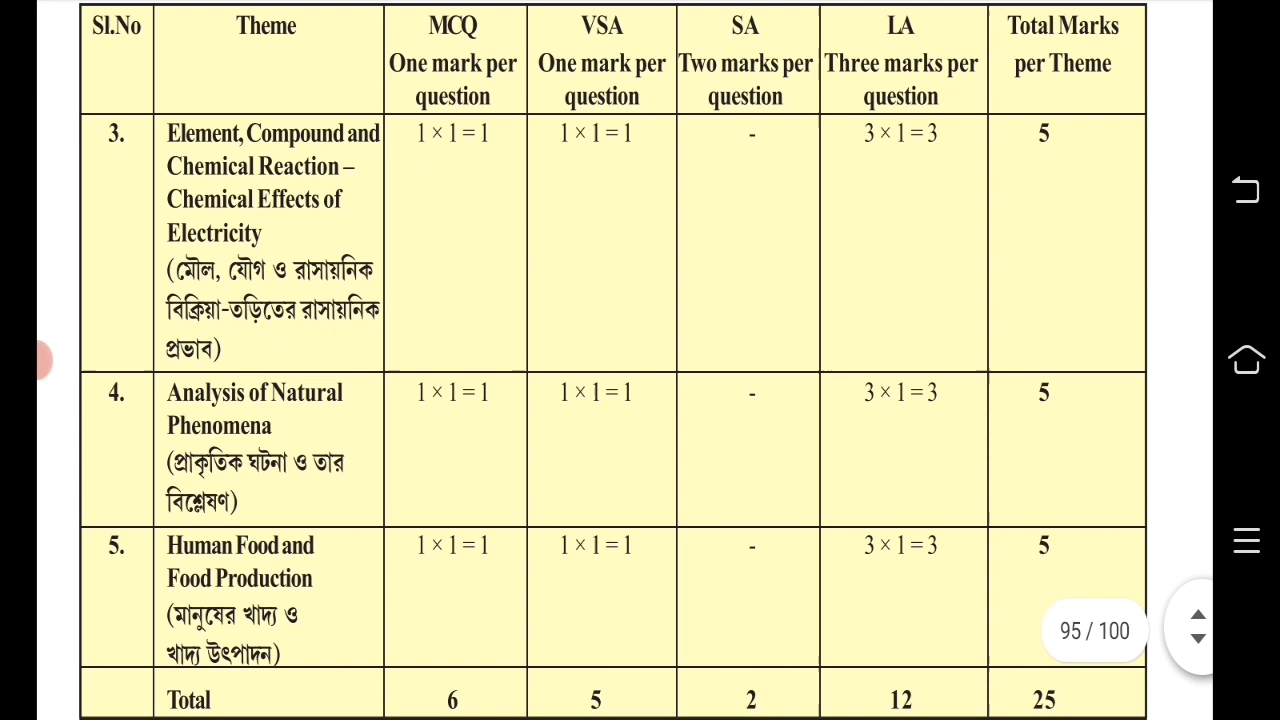 Sl.No Theme MCQ VSA SA LA Total Marks
One mark per One mark per Two marks per Three marks per per Theme
question question question question
3. Element, Compound and 1 × 1 = 1 1 × 1 = 1 - 3 × 1 = 3 5
Chemical Reaction –
Chemical Effects of
Electricity
(মৌল, যৌগ ও রাসায়নিক
বিক্রিয়া-তড়িতের রাসায়নিক
প্রভাব)
4. Analysis of Natural 1 × 1 = 1 1 × 1 = 1 - 3 × 1 = 3 5
Phenomena
(প্রাকৃতিক ঘটনা ও তার
বিশ্লেষণ)
5. Human Food and 1 × 1 = 1 1 × 1 = 1 - 3 × 1 = 3 5
Food Production
(মানুষের খাদ্য ও
95 / 100
খাদ্য উৎপাদন)
Total 6 5 2 12 25